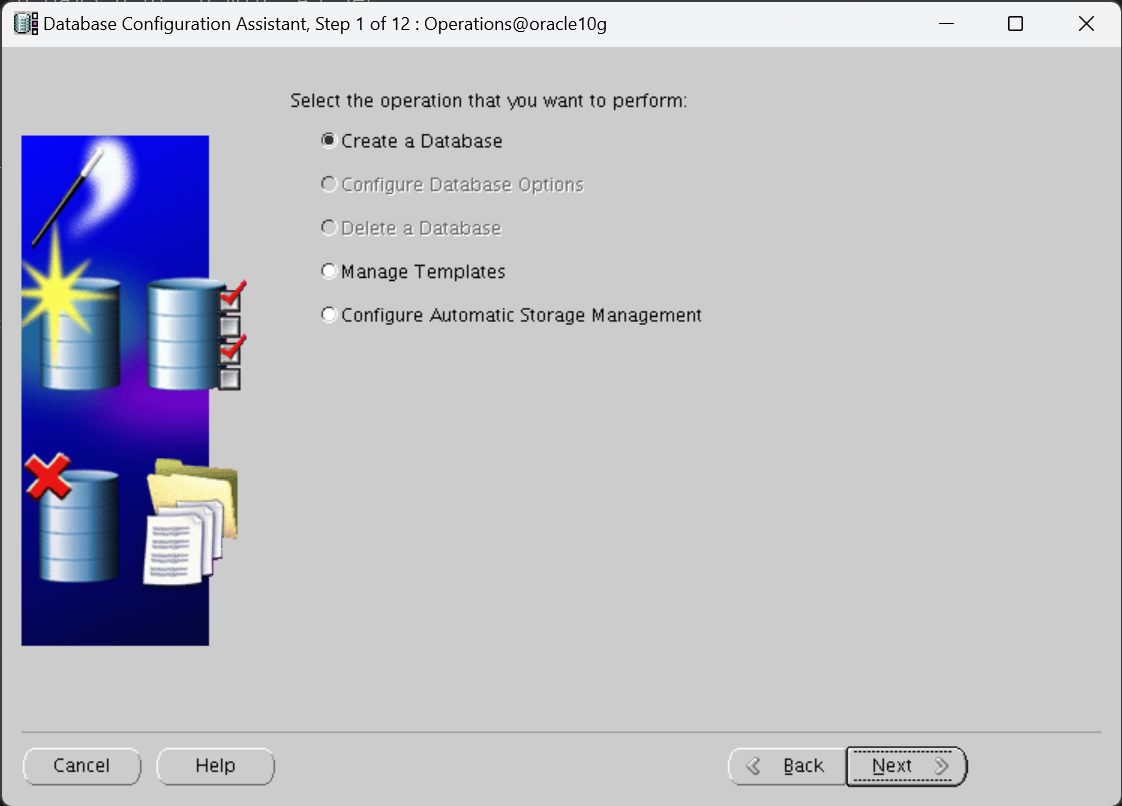 Database Configuration Assistant, Step 1 of 12 : Operations@oracle10g
Select the operation that you want to perform:
Create a Database
Configure Database Options
Delete a Database
Manage Templates
Configure Automatic Storage Management
Cancel
Help
Back
Next